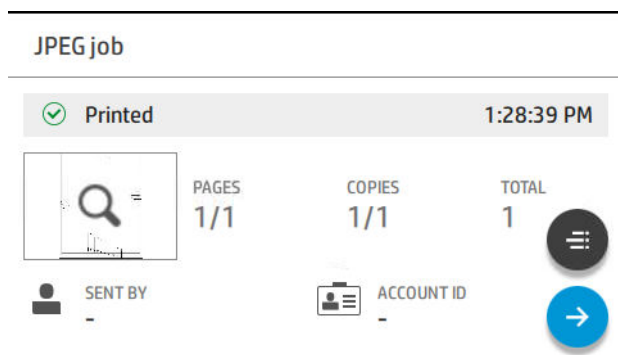 JPEG job
Printed 1:28:39 PM
PAGES COPIES TOTAL
1/1 1/1 1
SENT BY ACCOUNT ID
- -